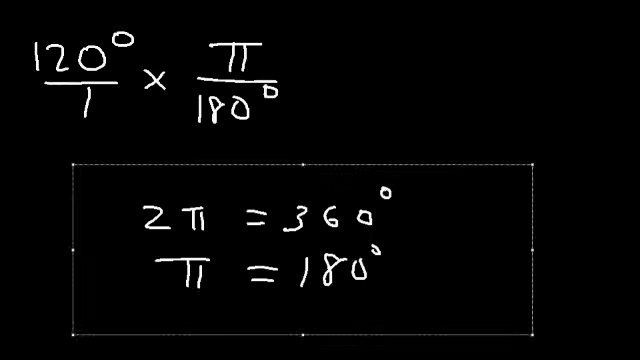 120° / 1 × π / 180°
2π = 360°
π = 180°